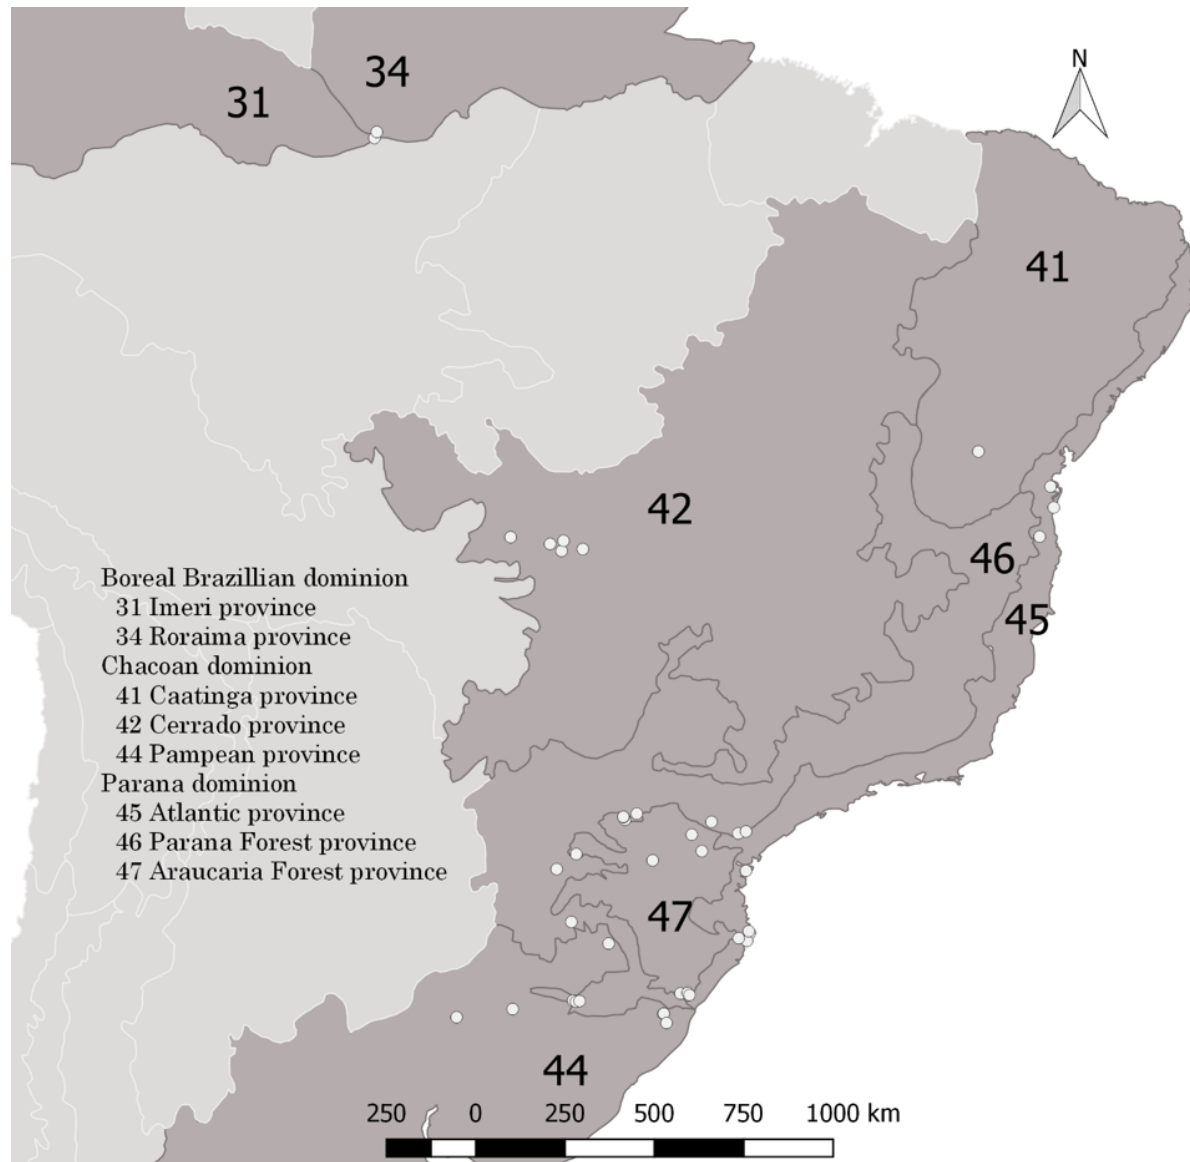 N
34
31
41
42
46
45
Boreal Brazillian dominion
31 Imeri province
34 Roraima province
Chacoan dominion
41 Caatinga province
42 Cerrado province
44 Pampean province
Parana dominion
45 Atlantic province
46 Parana Forest province
47 Araucaria Forest province
47
44
250 0 250 500 750 1000 km